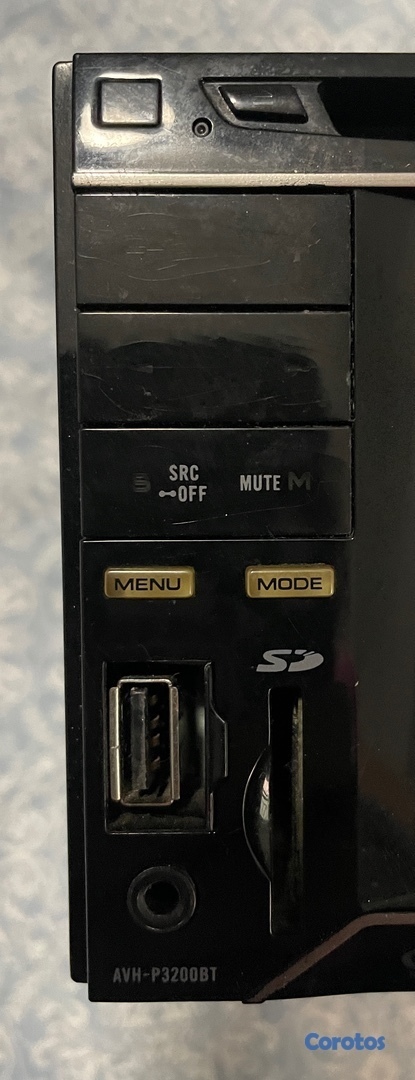 S SRC MUTE M
OFF
MENU MODE
SD
AVH-P3200BT
Corotos